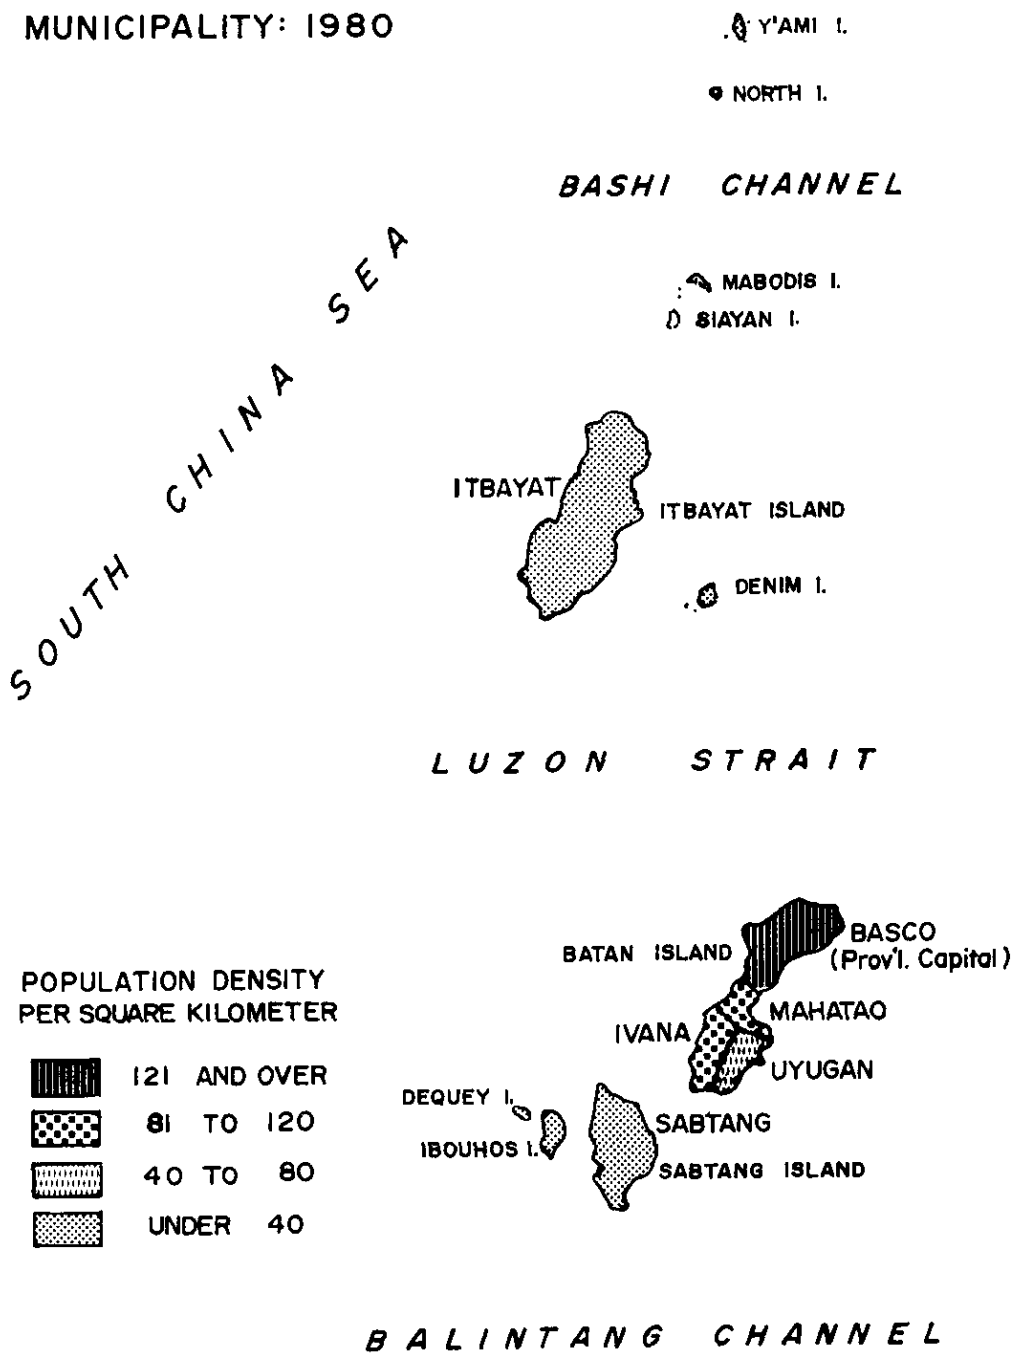 MUNICIPALITY: 1980
Y'AMI I.
NORTH I.
BASHI CHANNEL
SOUTH CHINA SEA
MABODIS I.
SIAYAN I.
ITBAYAT
ITBAYAT ISLAND
DENIM I.
LUZON STRAIT
BATAN ISLAND
BASCO
(Prov'l. Capital)
MAHATAO
IVANA
UYUGAN
DEQUEY I.
IBOUHOS I.
SABTANG
SABTANG ISLAND
POPULATION DENSITY
PER SQUARE KILOMETER
121 AND OVER
81 TO 120
40 TO 80
UNDER 40
BALINTANG CHANNEL